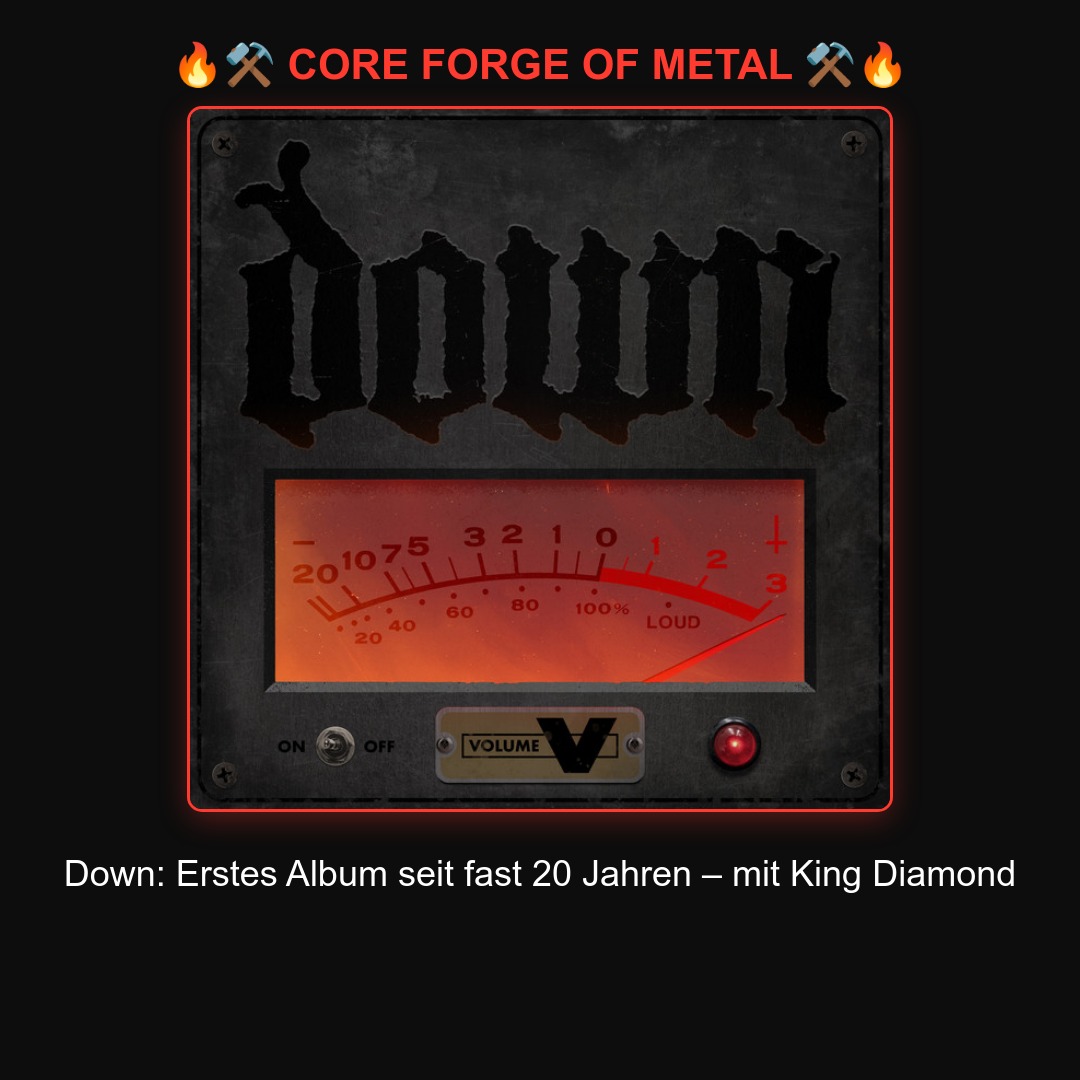 🔥⚒️ CORE FORGE OF METAL ⚒️🔥
down
− 20 10 7 5 3 2 1 0 1 2 3 +
20 40 60 80 100% LOUD
ON OFF VOLUME V
Down: Erstes Album seit fast 20 Jahren – mit King Diamond